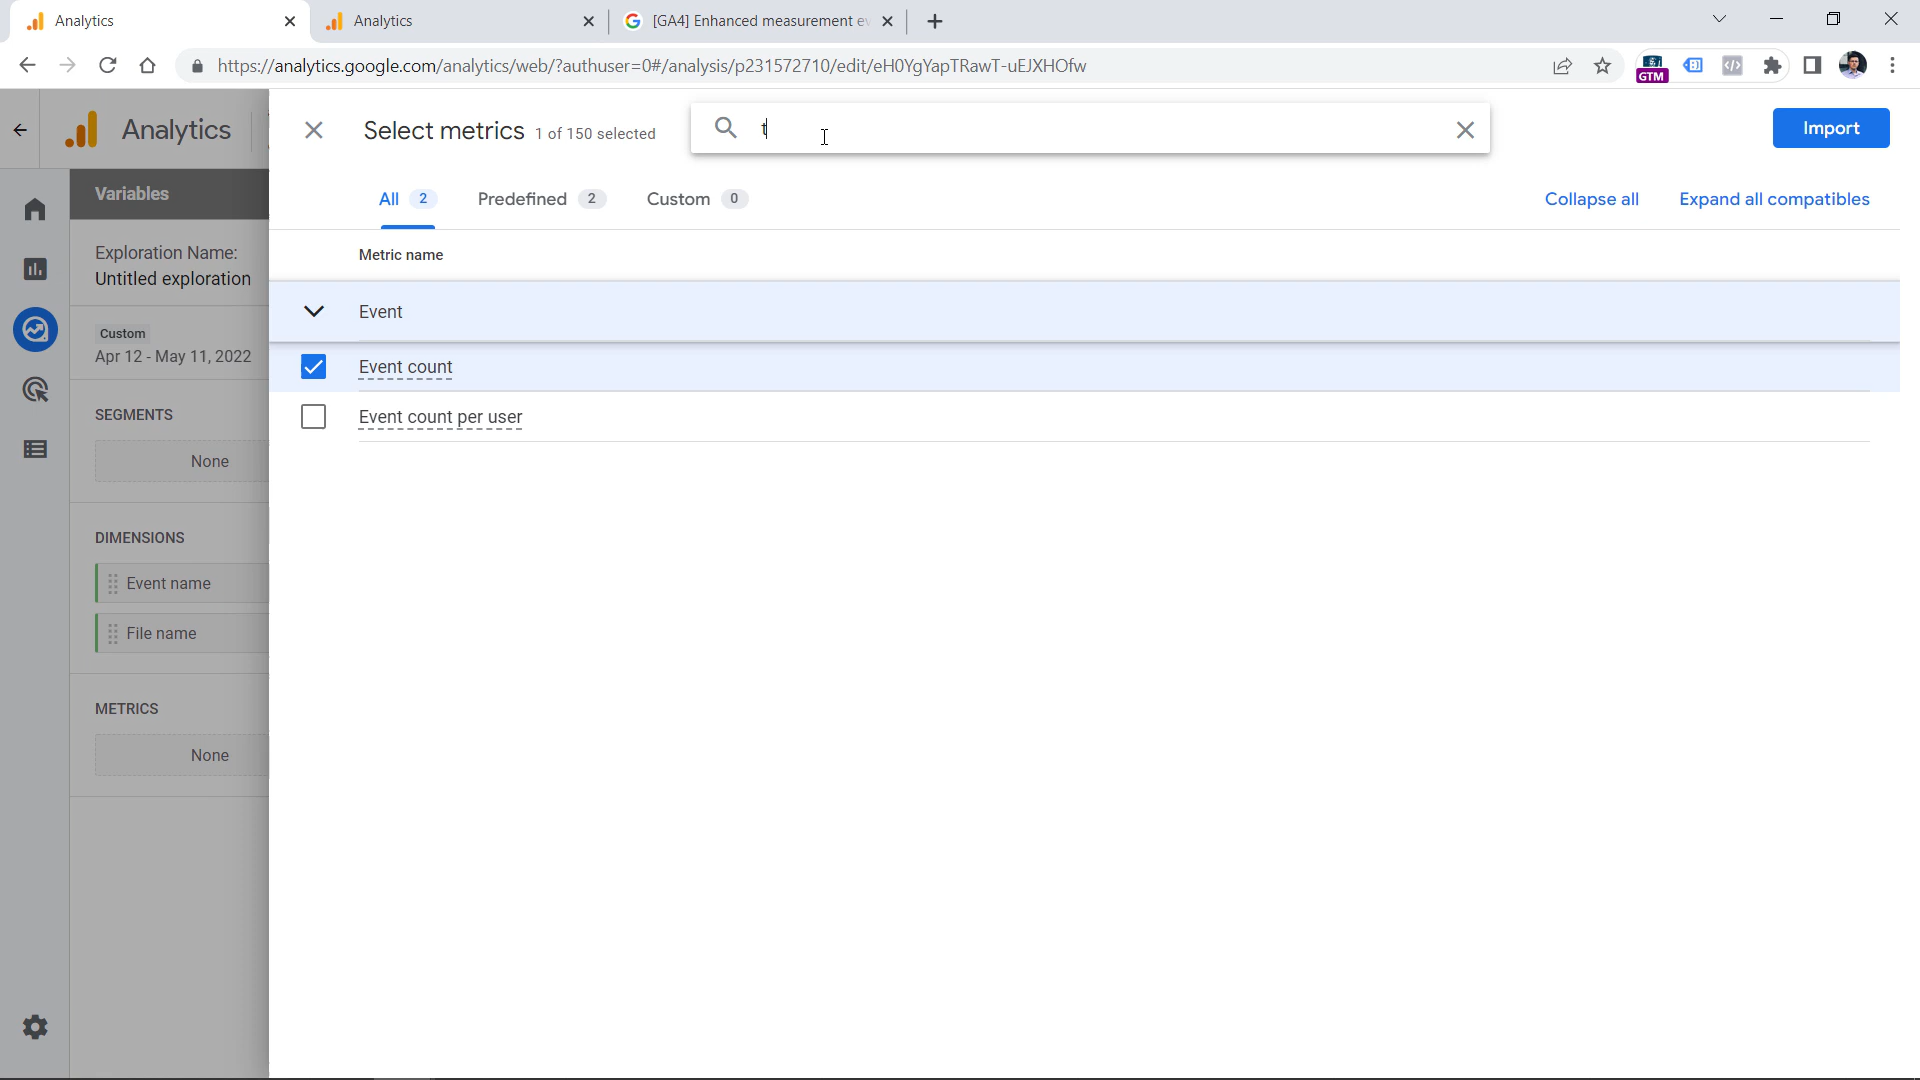 Analytics
Analytics
[GA4] Enhanced measurement ev
https://analytics.google.com/analytics/web/?authuser=0#/analysis/p231572710/edit/eH0YgYapTRawT-uEJXHOfw
GTM
Analytics
Select metrics 1 of 150 selected
t
Import
Variables
All 2
Predefined 2
Custom 0
Collapse all
Expand all compatibles
Exploration Name:
Untitled exploration
Metric name
Event
Custom
Apr 12 - May 11, 2022
Event count
SEGMENTS
Event count per user
None
DIMENSIONS
Event name
File name
METRICS
None